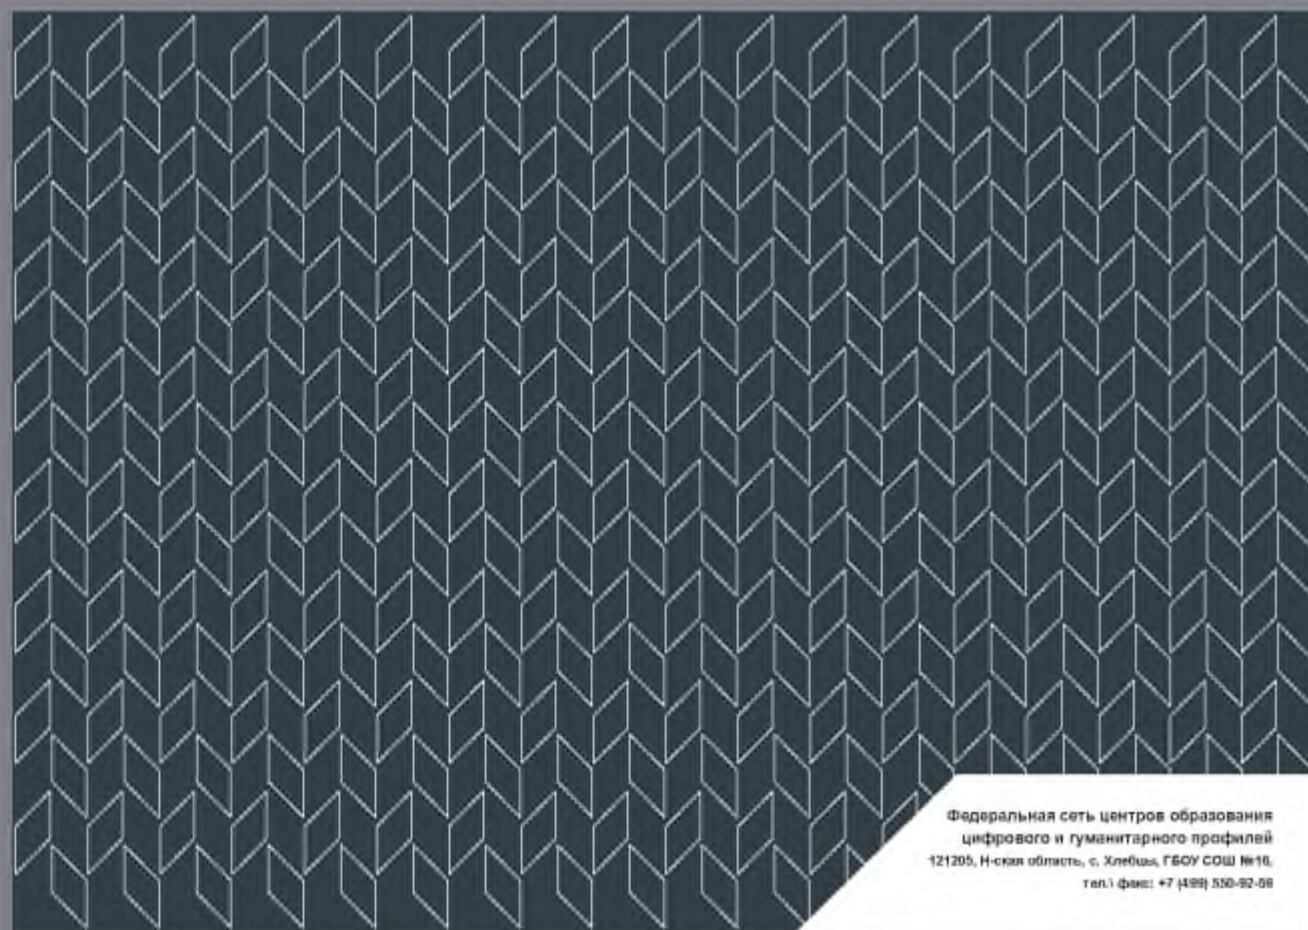 Федеральная сеть центров образования
цифрового и гуманитарного профилей
121205, Н-ская область, с. Хлебцы, ГБОУ СОШ №16,
тел.\ факс: +7 (499) 550-92-56